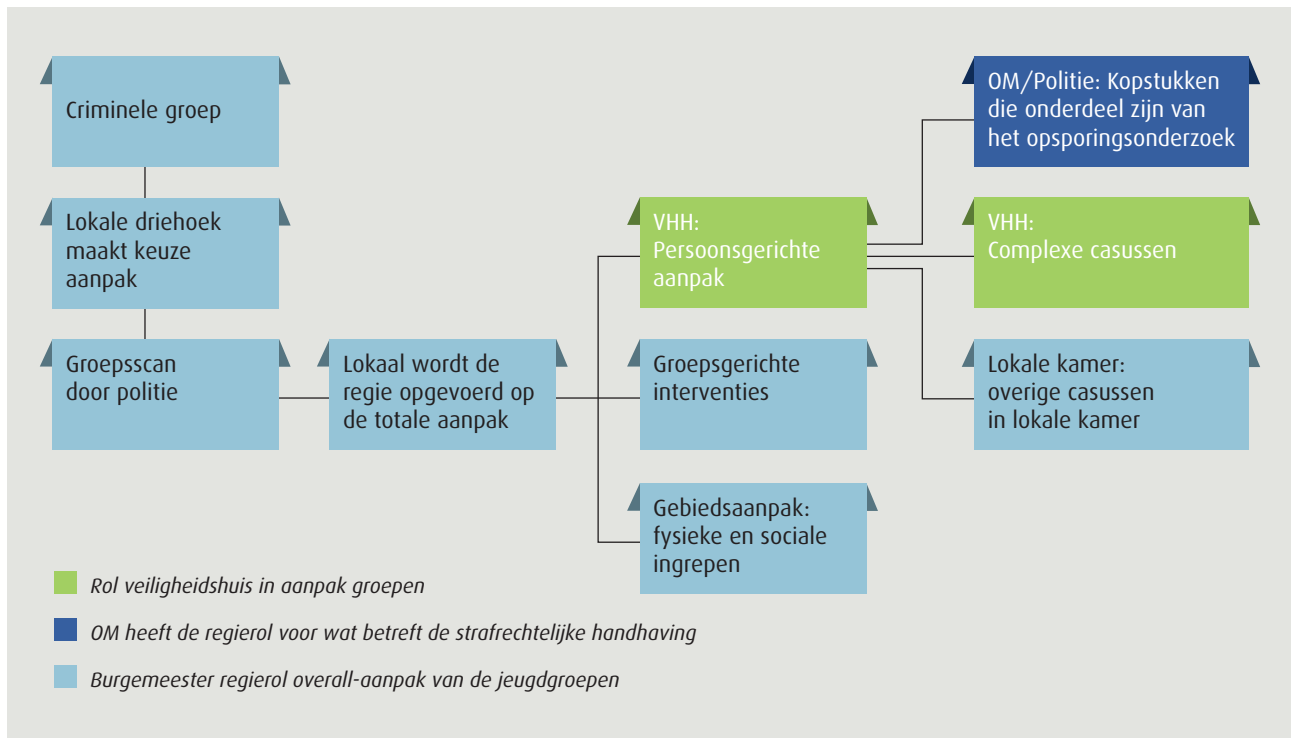 Criminele groep
Lokale driehoek
maakt keuze
aanpak
Groepsscan
door politie
Lokaal wordt de
regie opgevoerd op
de totale aanpak
VHH:
Persoonsgerichte
aanpak
Groepsgerichte
interventies
Gebiedsaanpak:
fysieke en sociale
ingrepen
OM/Politie: Kopstukken
die onderdeel zijn van
het opsporingsonderzoek
VHH:
Complexe casussen
Lokale kamer:
overige casussen
in lokale kamer
Rol veiligheidshuis in aanpak groepen
OM heeft de regierol voor wat betreft de strafrechtelijke handhaving
Burgemeester regierol overall-aanpak van de jeugdgroepen